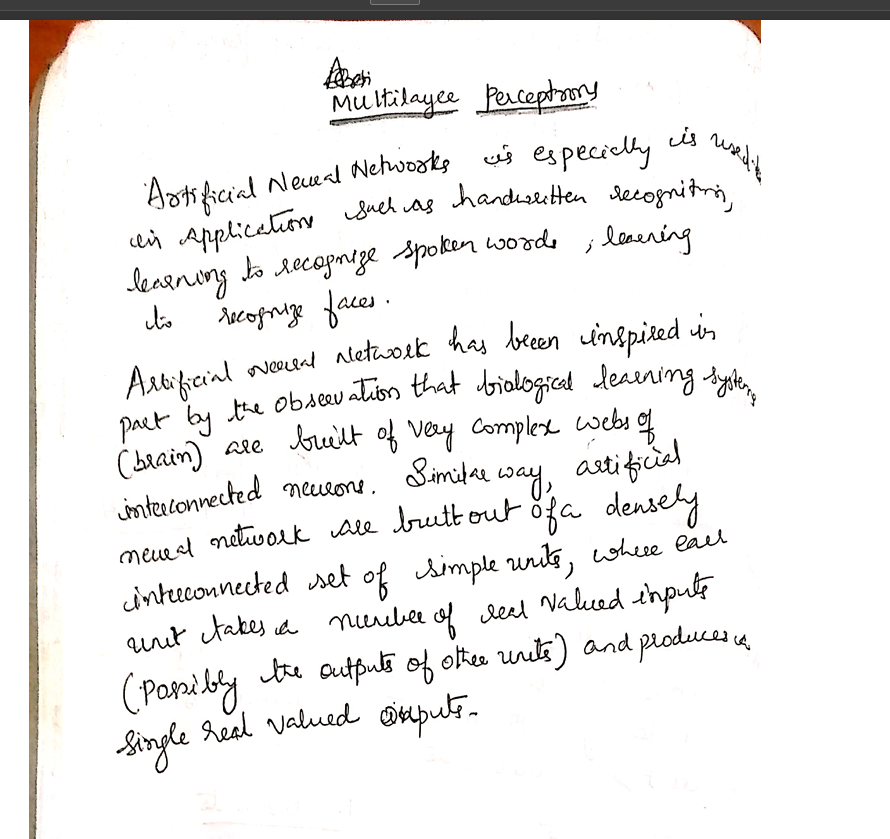 Multilayer Perceptrons
Artificial Neural Networks is especially is used
in Application such as handwritten recognition,
learning to recognize spoken words, learning
to recognize faces.
Artificial Neural Network has been inspired in
part by the observation that biological learning systems
(brain) are built of very complex webs of
interconnected neurons. Similar way, artificial
neural network are built out of a densely
interconnected set of simple units, where each
unit takes a number of real valued inputs
(possibly the outputs of other units) and produces a
single real valued outputs.